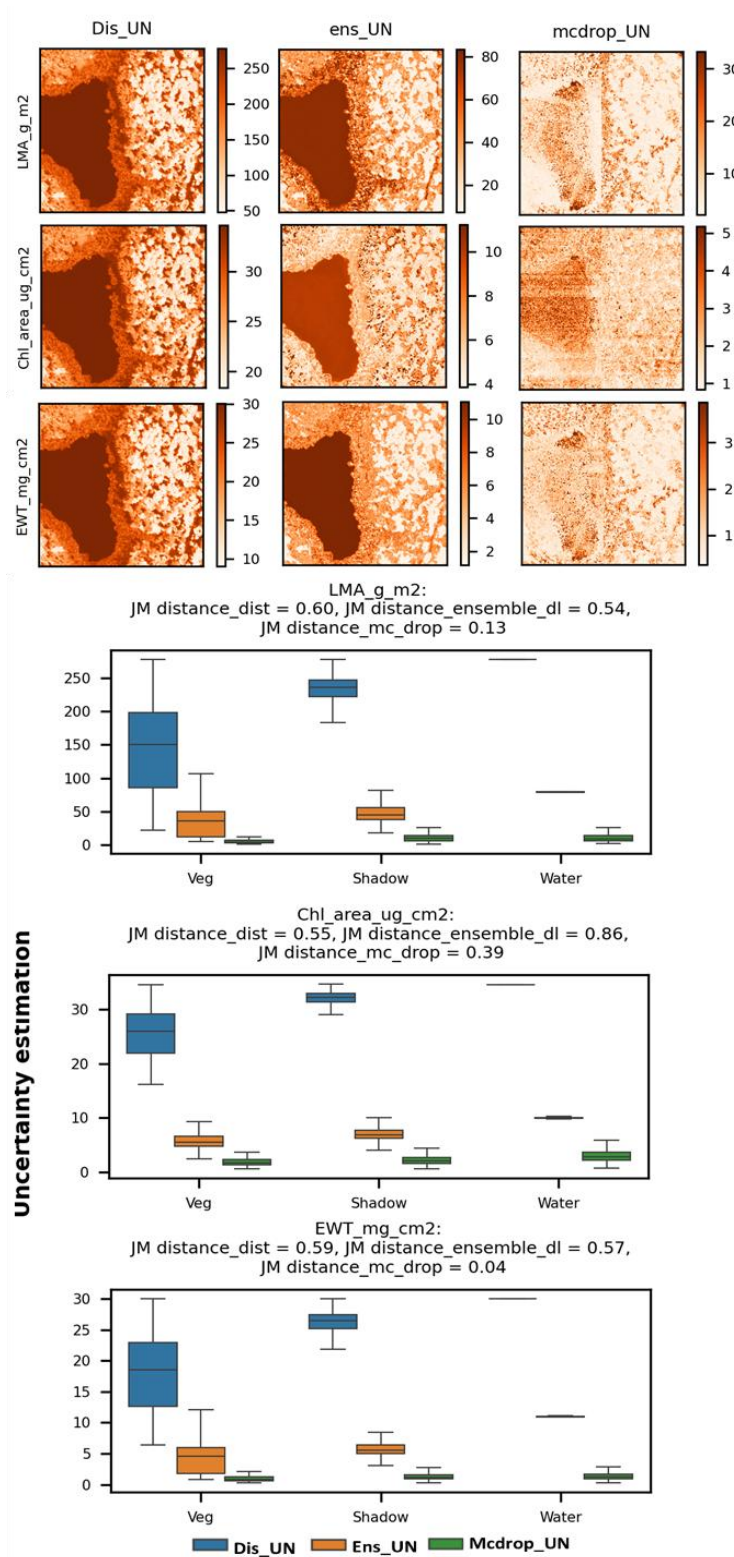 Dis_UN ens_UN mcdrop_UN
LMA_g_m2
250
200
150
100
50
80
60
40
20
30
20
10
Chl_area_ug_cm2
30
20
10
8
6
4
5
4
3
2
1
EWT_mg_cm2
30
25
20
15
10
10
8
6
4
2
3
2
1
LMA_g_m2:
JM distance_dist = 0.60, JM distance_ensemble_dl = 0.54,
JM distance_mc_drop = 0.13
250
200
150
100
50
0
Veg Shadow Water
Uncertainty estimation
Chl_area_ug_cm2:
JM distance_dist = 0.55, JM distance_ensemble_dl = 0.86,
JM distance_mc_drop = 0.39
30
20
10
0
Veg Shadow Water
EWT_mg_cm2:
JM distance_dist = 0.59, JM distance_ensemble_dl = 0.57,
JM distance_mc_drop = 0.04
30
25
20
15
10
5
0
Veg Shadow Water
Dis_UN Ens_UN Mcdrop_UN